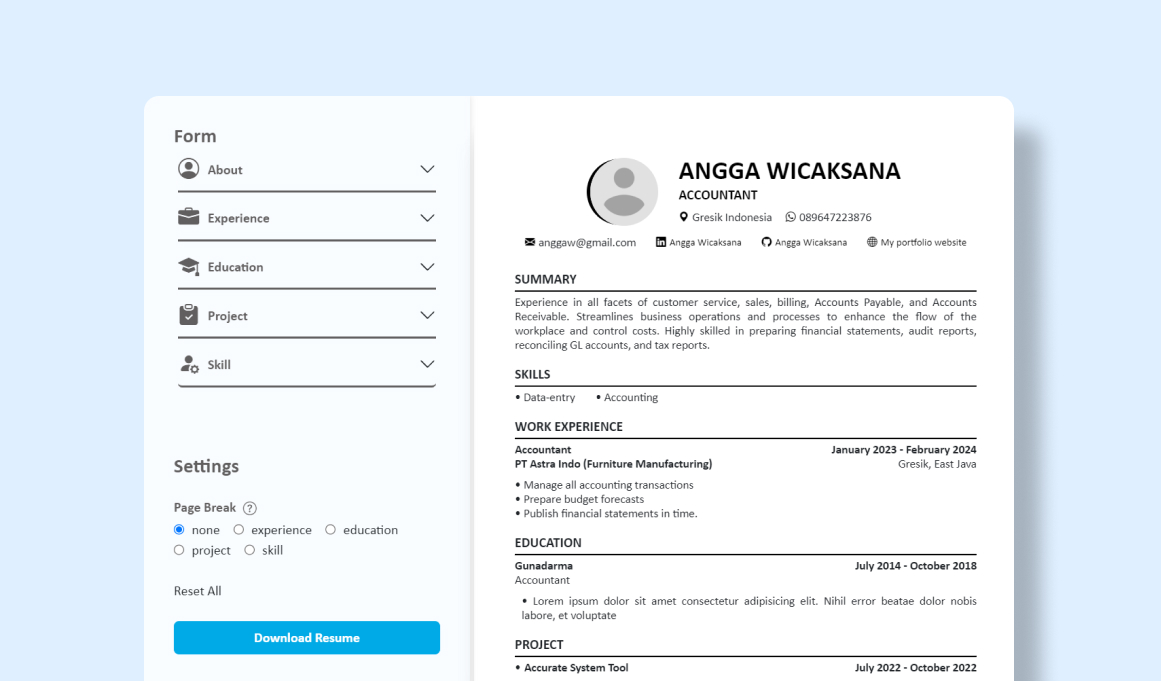 Form
About
Experience
Education
Project
Skill
Settings
Page Break ?
none experience education
project skill
Reset All
Download Resume
ANGGA WICAKSANA
ACCOUNTANT
Gresik Indonesia 089647223876
anggaw@gmail.com Angga Wicaksana Angga Wicaksana My portfolio website
SUMMARY
Experience in all facets of customer service, sales, billing, Accounts Payable, and Accounts
Receivable. Streamlines business operations and processes to enhance the flow of the
workplace and control costs. Highly skilled in preparing financial statements, audit reports,
reconciling GL accounts, and tax reports.
SKILLS
• Data-entry • Accounting
WORK EXPERIENCE
Accountant January 2023 - February 2024
PT Astra Indo (Furniture Manufacturing) Gresik, East Java
• Manage all accounting transactions
• Prepare budget forecasts
• Publish financial statements in time.
EDUCATION
Gunadarma July 2014 - October 2018
Accountant
• Lorem ipsum dolor sit amet consectetur adipisicing elit. Nihil error beatae dolor nobis
labore, et voluptate
PROJECT
• Accurate System Tool July 2022 - October 2022